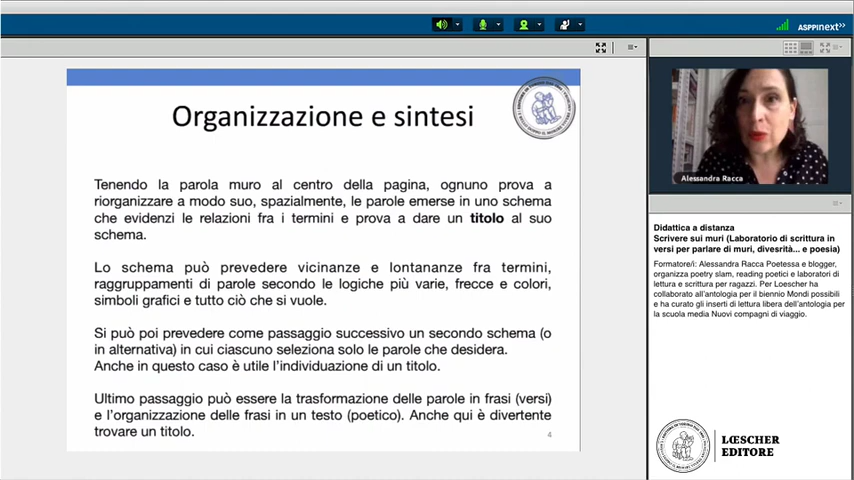 ASPPInext
Organizzazione e sintesi
Tenendo la parola muro al centro della pagina, ognuno prova a
riorganizzare a modo suo, spazialmente, le parole emerse in uno schema
che evidenzi le relazioni fra i termini e prova a dare un titolo al suo
schema.
Lo schema può prevedere vicinanze e lontananze fra termini,
raggruppamenti di parole secondo le logiche più varie, frecce e colori,
simboli grafici e tutto ciò che si vuole.
Si può poi prevedere come passaggio successivo un secondo schema (o
in alternativa) in cui ciascuno seleziona solo le parole che desidera.
Anche in questo caso è utile l'individuazione di un titolo.
Ultimo passaggio può essere la trasformazione delle parole in frasi (versi)
e l'organizzazione delle frasi in un testo (poetico). Anche qui è divertente
trovare un titolo.
4
Alessandra Racca
Didattica a distanza
Scrivere sui muri (Laboratorio di scrittura in
versi per parlare di muri, divesrità... e poesia)
Formatore/i: Alessandra Racca Poetessa e blogger,
organizza poetry slam, reading poetici e laboratori di
lettura e scrittura per ragazzi. Per Loescher ha
collaborato all'antologia per il biennio Mondi possibili
e ha curato gli inserti di lettura libera dell'antologia per
la scuola media Nuovi compagni di viaggio.
LŒSCHER
EDITORE